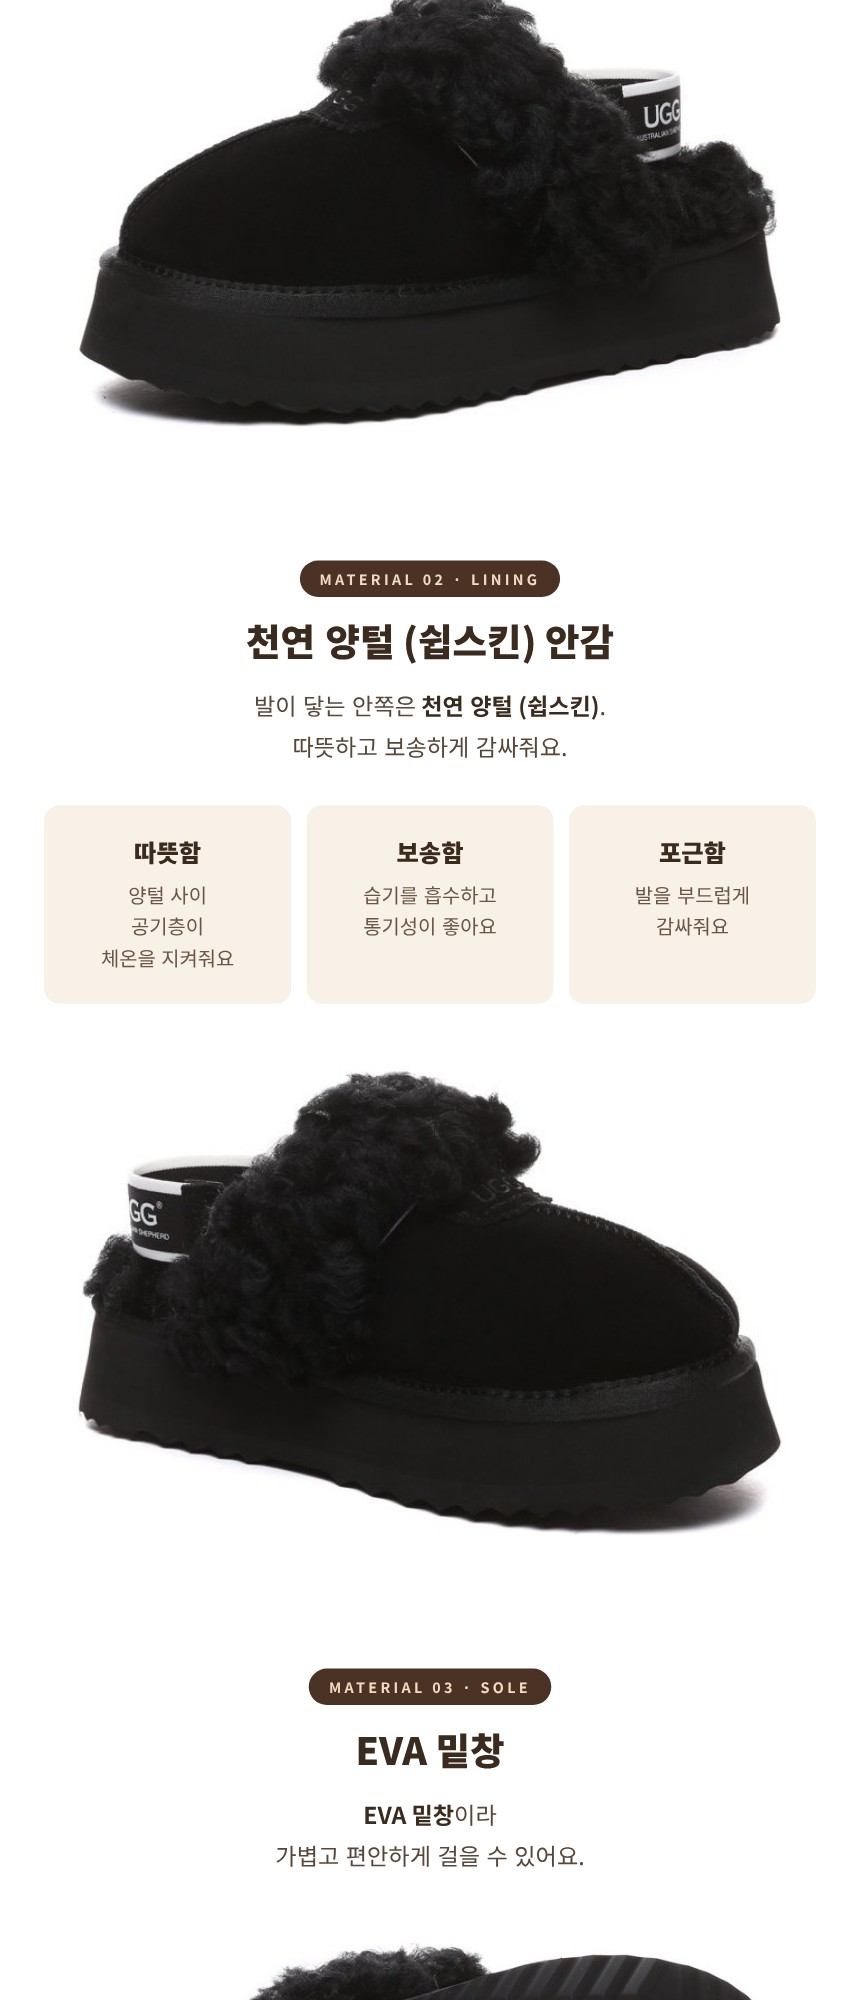 UGG
AUSTRALIAN SHEPHERD
MATERIAL 02 · LINING
천연 양털 (쉽스킨) 안감
발이 닿는 안쪽은 천연 양털 (쉽스킨).
따뜻하고 보송하게 감싸줘요.
따뜻함
양털 사이
공기층이
체온을 지켜줘요
보송함
습기를 흡수하고
통기성이 좋아요
포근함
발을 부드럽게
감싸줘요
UGG
GG®
SHEPHERD
MATERIAL 03 · SOLE
EVA 밑창
EVA 밑창이라
가볍고 편안하게 걸을 수 있어요.